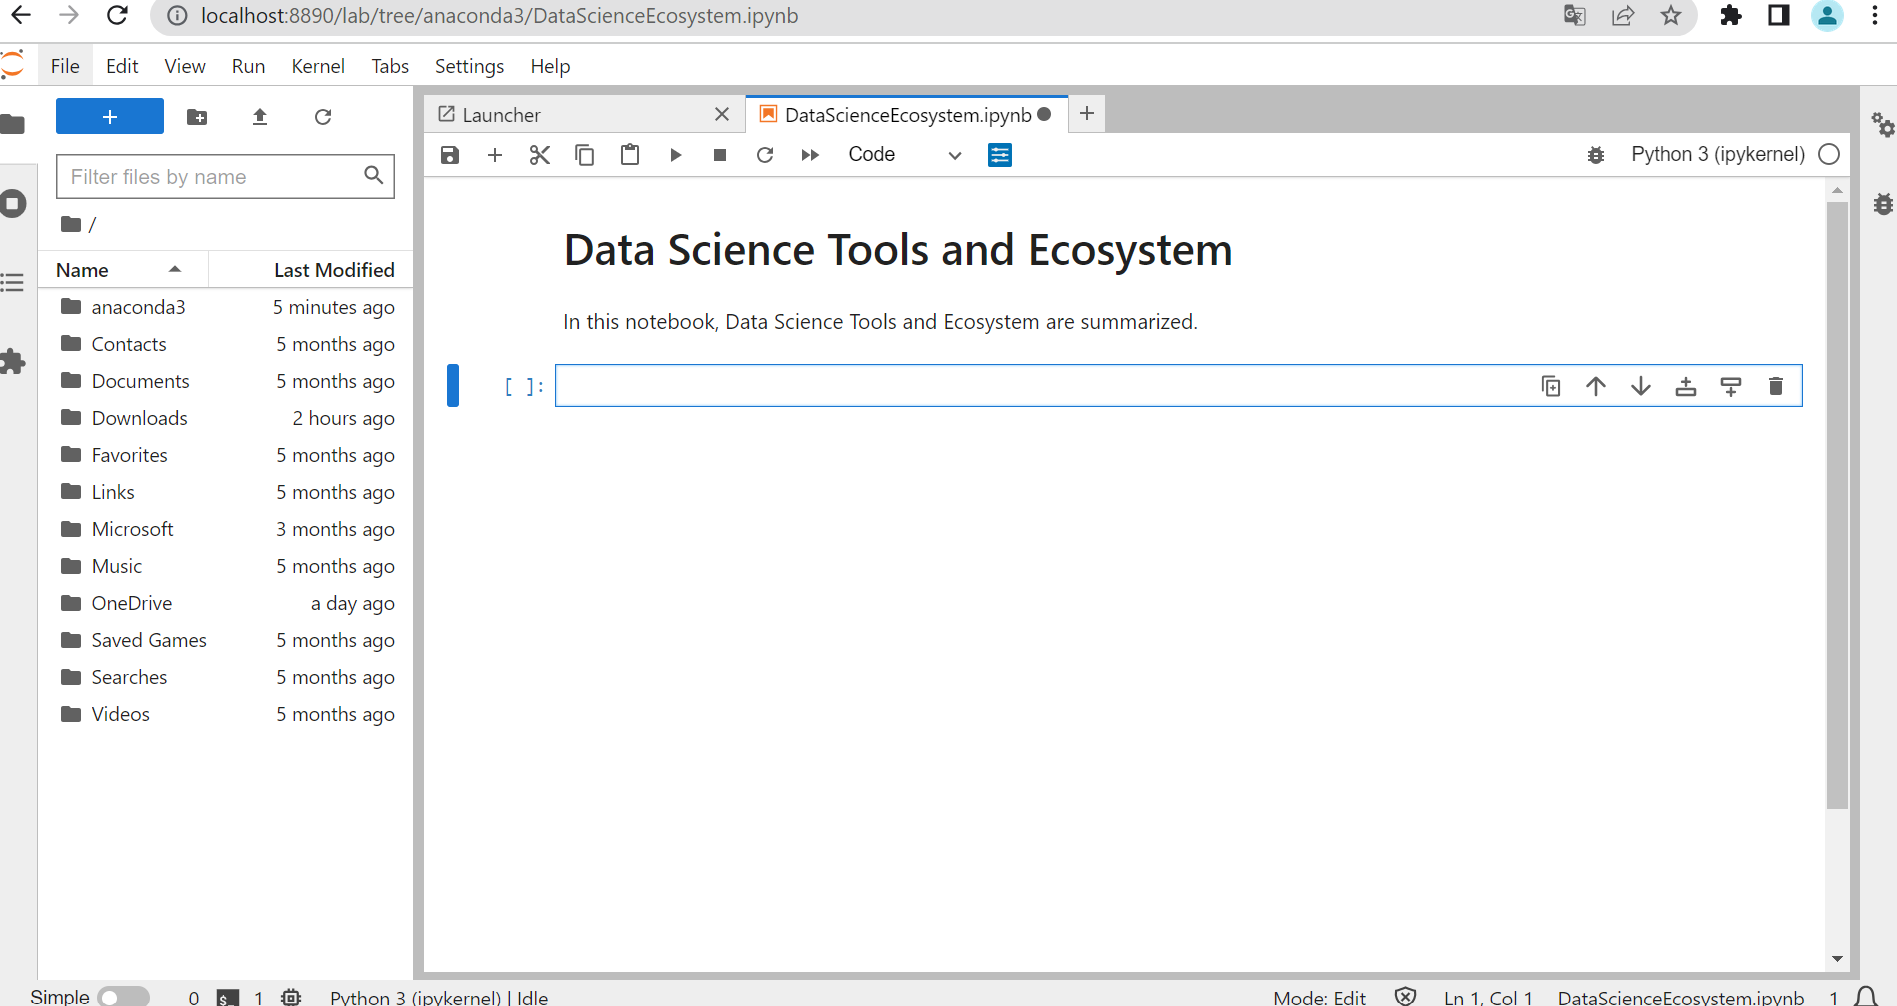 localhost:8890/lab/tree/anaconda3/DataScienceEcosystem.ipynb
File Edit View Run Kernel Tabs Settings Help
Launcher
DataScienceEcosystem.ipynb
Code
Python 3 (ipykernel)
Filter files by name
/
Name Last Modified
anaconda3 5 minutes ago
Contacts 5 months ago
Documents 5 months ago
Downloads 2 hours ago
Favorites 5 months ago
Links 5 months ago
Microsoft 3 months ago
Music 5 months ago
OneDrive a day ago
Saved Games 5 months ago
Searches 5 months ago
Videos 5 months ago
Data Science Tools and Ecosystem
In this notebook, Data Science Tools and Ecosystem are summarized.
[ ]:
Simple 0 $_ 1 Python 3 (ipykernel) | Idle Mode: Edit Ln 1, Col 1 DataScienceEcosystem.ipynb 1